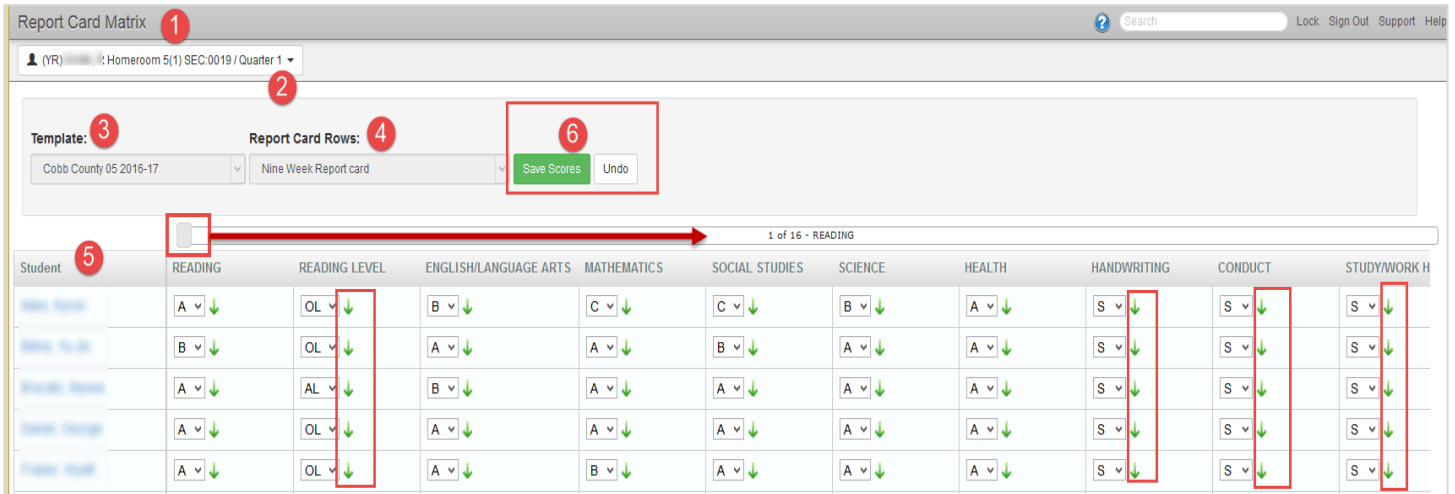 Report Card Matrix 1 Search Lock Sign Out Support Help
(YR) : Homeroom 5(1) SEC:0019 / Quarter 1
2
Template: 3 Report Card Rows: 4 6
Cobb County 05 2016-17 Nine Week Report card Save Scores Undo
1 of 16 - READING
Student 5 READING READING LEVEL ENGLISH/LANGUAGE ARTS MATHEMATICS SOCIAL STUDIES SCIENCE HEALTH HANDWRITING CONDUCT STUDY/WORK H
A OL B C C B A S S S
B OL A A B A A S S S
A AL B A A A A S S S
A OL A A A A A S S S
A OL A B A A A S S S